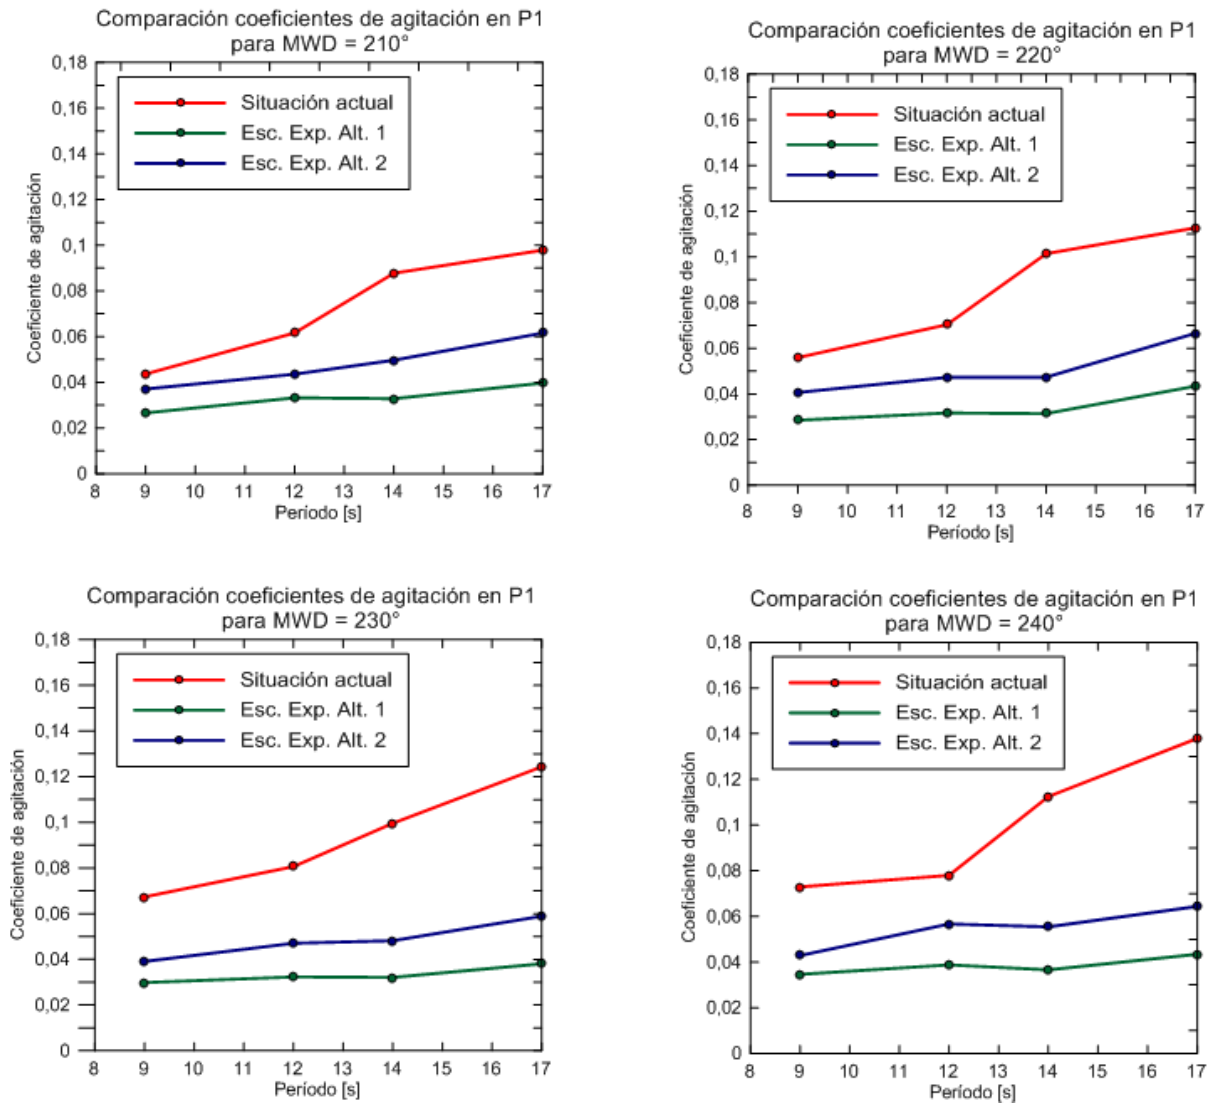 Comparación coeficientes de agitación en P1
para MWD = 210°
0,18
0,16
0,14
0,12
0,1
0,08
0,06
0,04
0,02
0
Coeficiente de agitación
Situación actual
Esc. Exp. Alt. 1
Esc. Exp. Alt. 2
8 9 10 11 12 13 14 15 16 17
Período [s]
Comparación coeficientes de agitación en P1
para MWD = 220°
0,18
0,16
0,14
0,12
0,1
0,08
0,06
0,04
0,02
0
Coeficiente de agitación
Situación actual
Esc. Exp. Alt. 1
Esc. Exp. Alt. 2
8 9 10 11 12 13 14 15 16 17
Período [s]
Comparación coeficientes de agitación en P1
para MWD = 230°
0,18
0,16
0,14
0,12
0,1
0,08
0,06
0,04
0,02
0
Coeficiente de agitación
Situación actual
Esc. Exp. Alt. 1
Esc. Exp. Alt. 2
8 9 10 11 12 13 14 15 16 17
Período [s]
Comparación coeficientes de agitación en P1
para MWD = 240°
0,18
0,16
0,14
0,12
0,1
0,08
0,06
0,04
0,02
0
Coeficiente de agitación
Situación actual
Esc. Exp. Alt. 1
Esc. Exp. Alt. 2
8 9 10 11 12 13 14 15 16 17
Período [s]